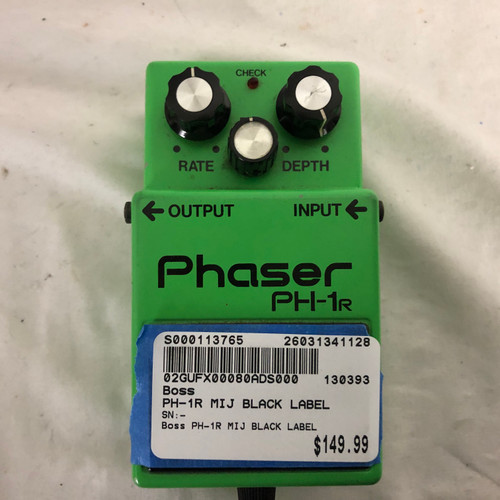 CHECK
RATE DEPTH
←OUTPUT INPUT←
Phaser
PH-1R
S000113765 26031341128
02GUFX00080ADS000 130393
Boss
PH-1R MIJ BLACK LABEL
SN:-
Boss PH-1R MIJ BLACK LABEL
$149.99